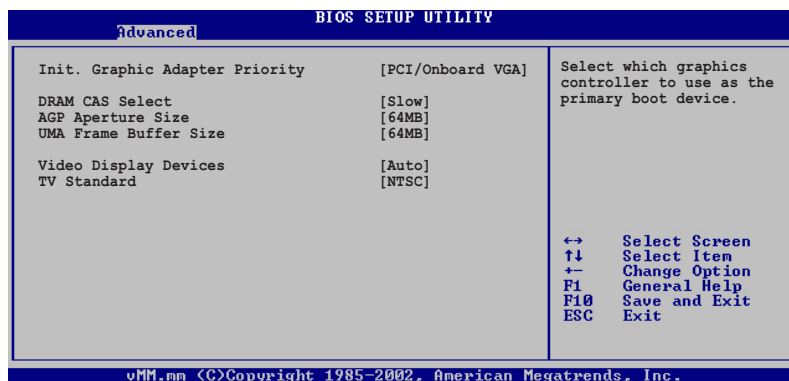 BIOS SETUP UTILITY
Advanced
Init. Graphic Adapter Priority [PCI/Onboard VGA]
DRAM CAS Select [Slow]
AGP Aperture Size [64MB]
UMA Frame Buffer Size [64MB]
Video Display Devices [Auto]
TV Standard [NTSC]
Select which graphics
controller to use as the
primary boot device.
←→ Select Screen
↑↓ Select Item
+- Change Option
F1 General Help
F10 Save and Exit
ESC Exit
vMM.mm (C)Copyright 1985-2002, American Megatrends, Inc.